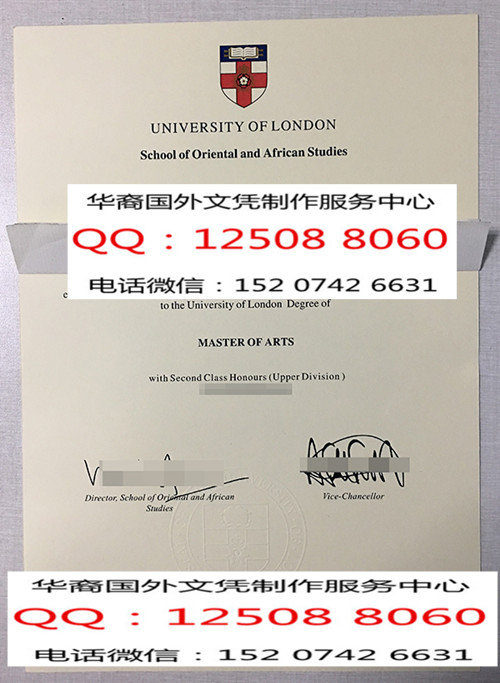 UNIVERSITY OF LONDON
School of Oriental and African Studies
华裔国外文凭制作服务中心
QQ：12508 8060
电话微信：152 0742 6631
to the University of London Degree of
MASTER OF ARTS
with Second Class Honours (Upper Division)
Director, School of Oriental and African
Studies
Vice-Chancellor
华裔国外文凭制作服务中心
QQ：12508 8060
电话微信：152 0742 6631